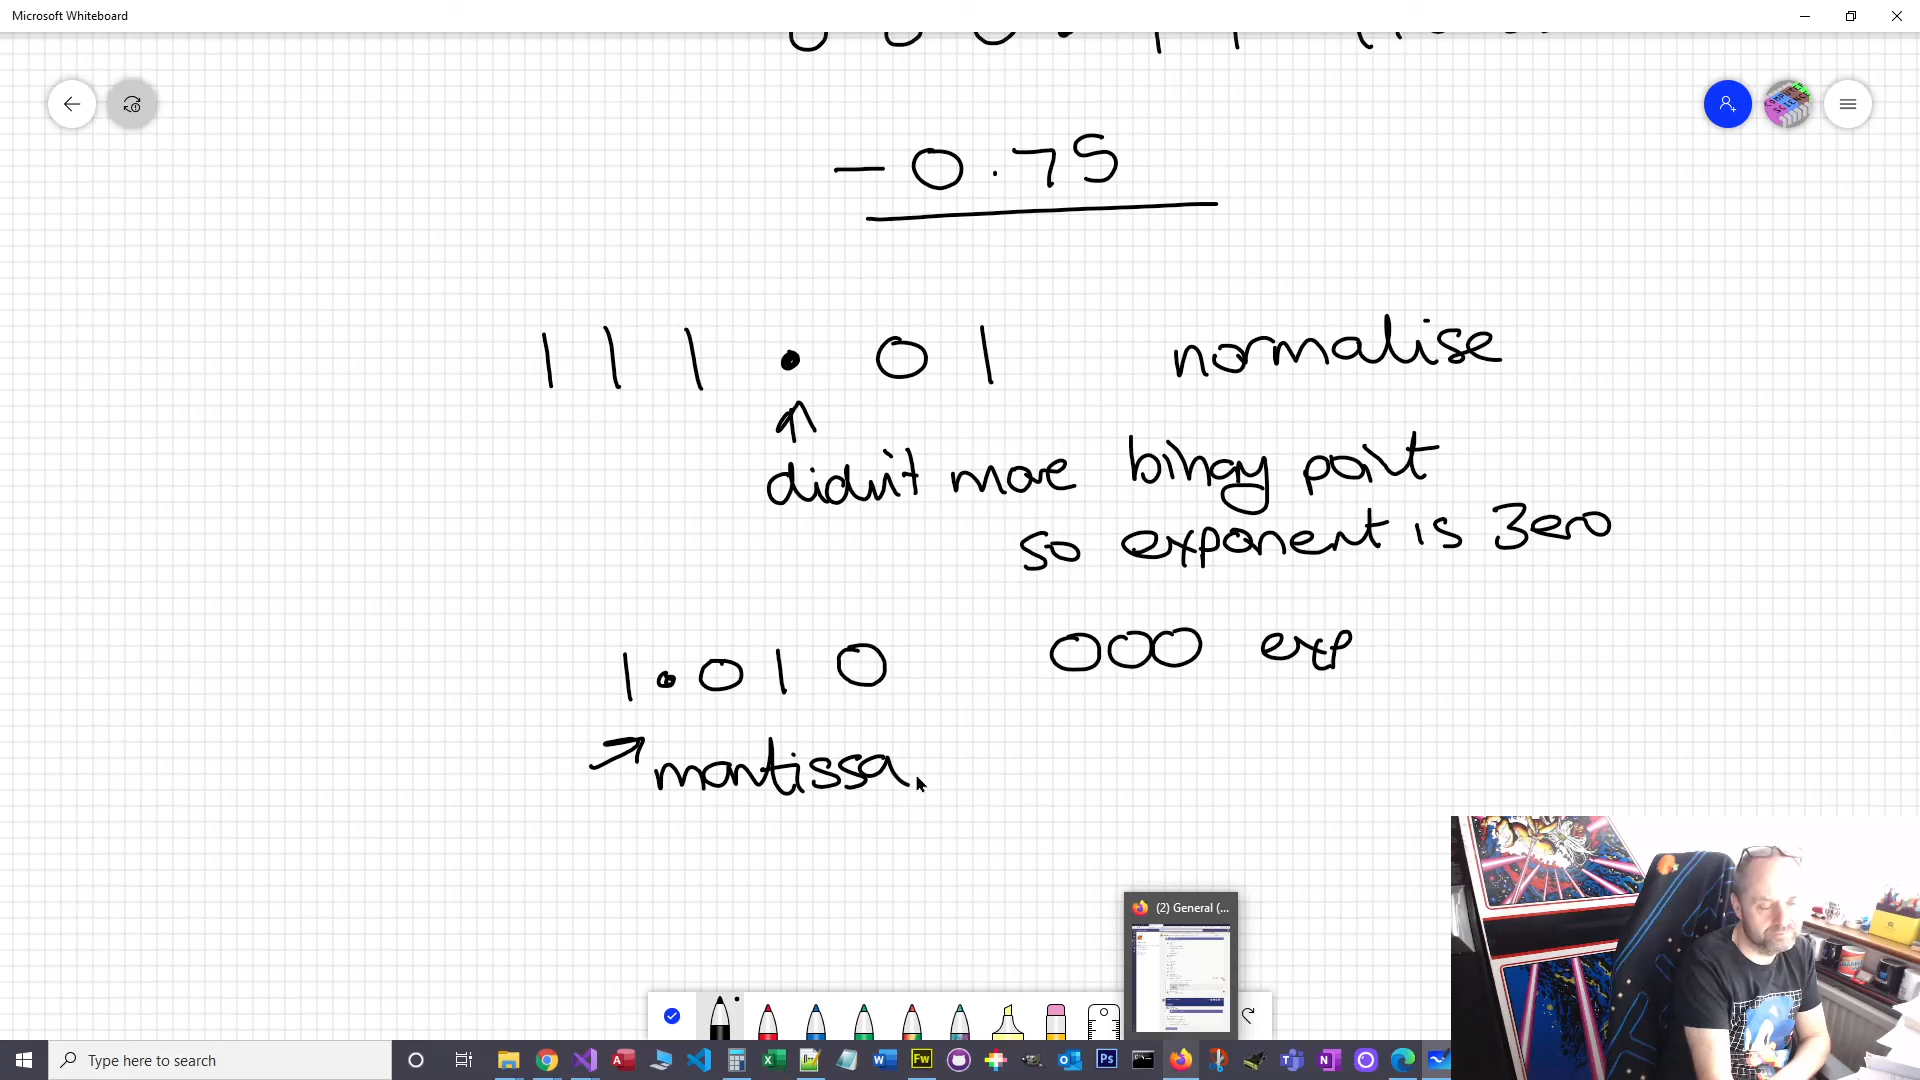 Microsoft Whiteboard
- 0.75
111.01 normalise
didn't move binary point
so exponent is zero
1.010 000 exp
mantissa.
(2) General (...
Type here to search